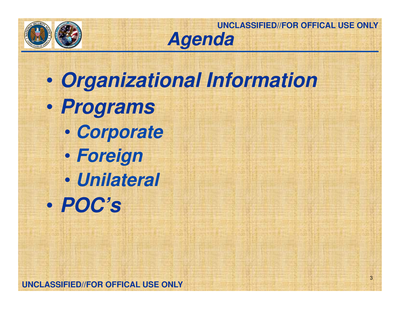 UNCLASSIFIED//FOR OFFICAL USE ONLY
Agenda
• Organizational Information
• Programs
• Corporate
• Foreign
• Unilateral
• POC's
3
UNCLASSIFIED//FOR OFFICAL USE ONLY